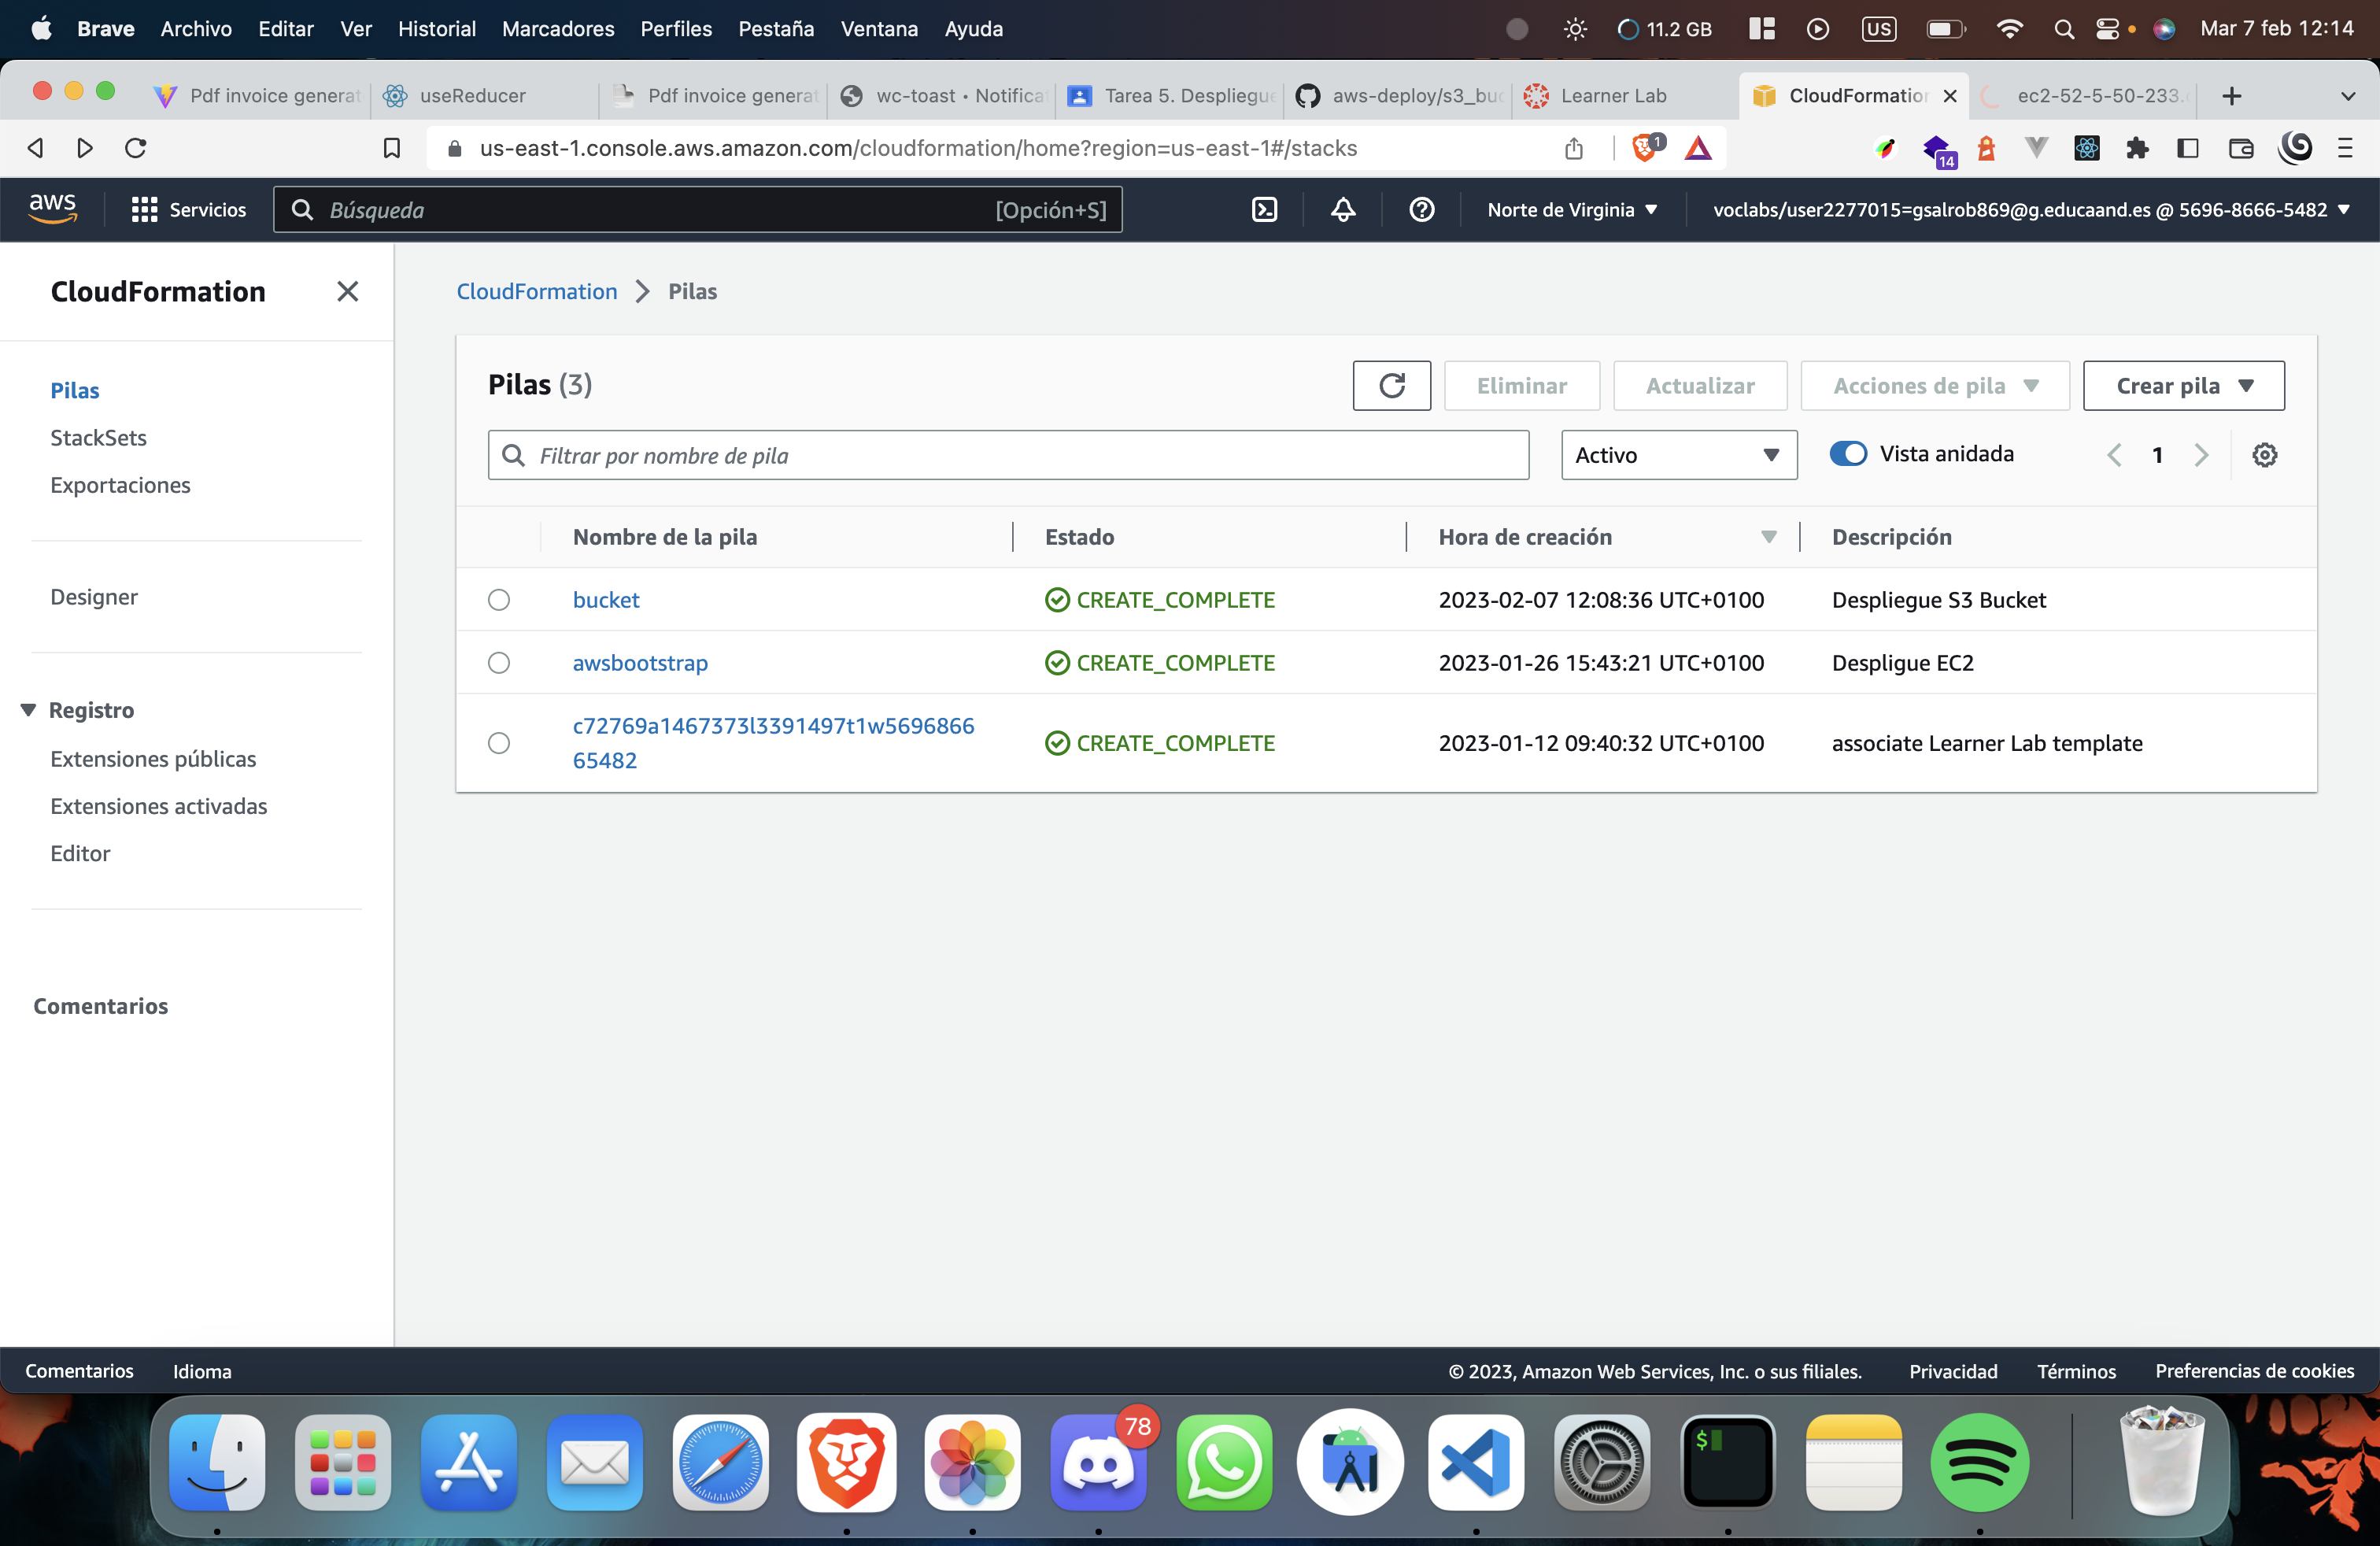 Brave Archivo Editar Ver Historial Marcadores Perfiles Pestaña Ventana Ayuda 11.2 GB US Mar 7 feb 12:14
Pdf invoice generat useReducer Pdf invoice generat wc-toast • Notifica Tarea 5. Despliegue aws-deploy/s3_buc Learner Lab CloudFormation ec2-52-5-50-233.
us-east-1.console.aws.amazon.com/cloudformation/home?region=us-east-1#/stacks 1 14
aws Servicios Búsqueda [Opción+S] Norte de Virginia voclabs/user2277015=gsalrob869@g.educaand.es @ 5696-8666-5482
CloudFormation
CloudFormation Pilas
Pilas
StackSets
Exportaciones
Designer
Registro
Extensiones públicas
Extensiones activadas
Editor
Comentarios
Pilas (3) Eliminar Actualizar Acciones de pila Crear pila
Filtrar por nombre de pila Activo Vista anidada 1
Nombre de la pila Estado Hora de creación Descripción
bucket CREATE_COMPLETE 2023-02-07 12:08:36 UTC+0100 Despliegue S3 Bucket
awsbootstrap CREATE_COMPLETE 2023-01-26 15:43:21 UTC+0100 Despligue EC2
c72769a1467373l3391497t1w5696866
65482 CREATE_COMPLETE 2023-01-12 09:40:32 UTC+0100 associate Learner Lab template
Comentarios Idioma © 2023, Amazon Web Services, Inc. o sus filiales. Privacidad Términos Preferencias de cookies
78
$